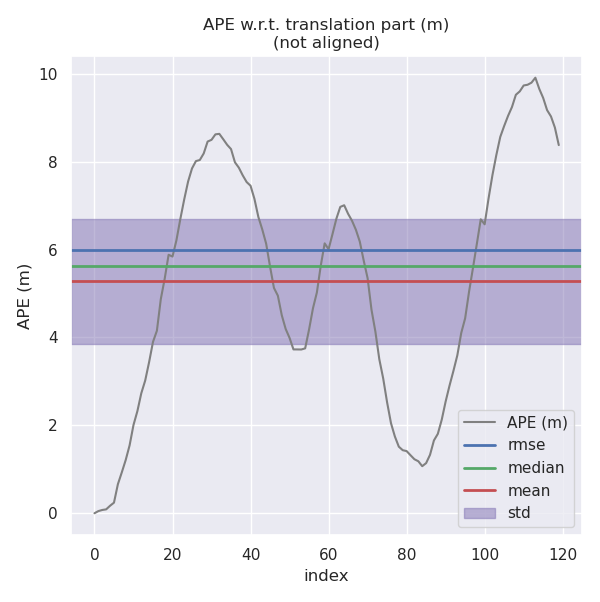 APE w.r.t. translation part (m)
(not aligned)
10
8
6
4
2
0
APE (m)
0 20 40 60 80 100 120
index
APE (m)
rmse
median
mean
std